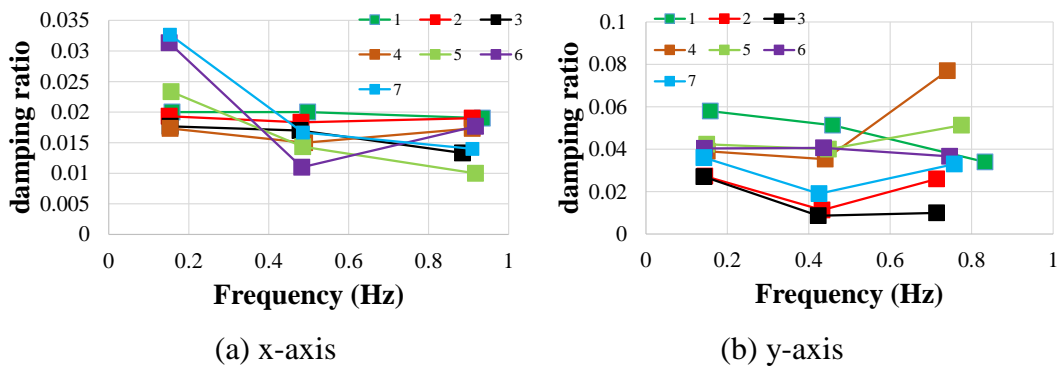 damping ratio
0.035
0.03
0.025
0.02
0.015
0.01
0.005
0
0 0.2 0.4 0.6 0.8 1
Frequency (Hz)
1 2 3
4 5 6
7
(a) x-axis
damping ratio
0.1
0.08
0.06
0.04
0.02
0
0 0.2 0.4 0.6 0.8 1
Frequency (Hz)
1 2 3
4 5 6
7
(b) y-axis